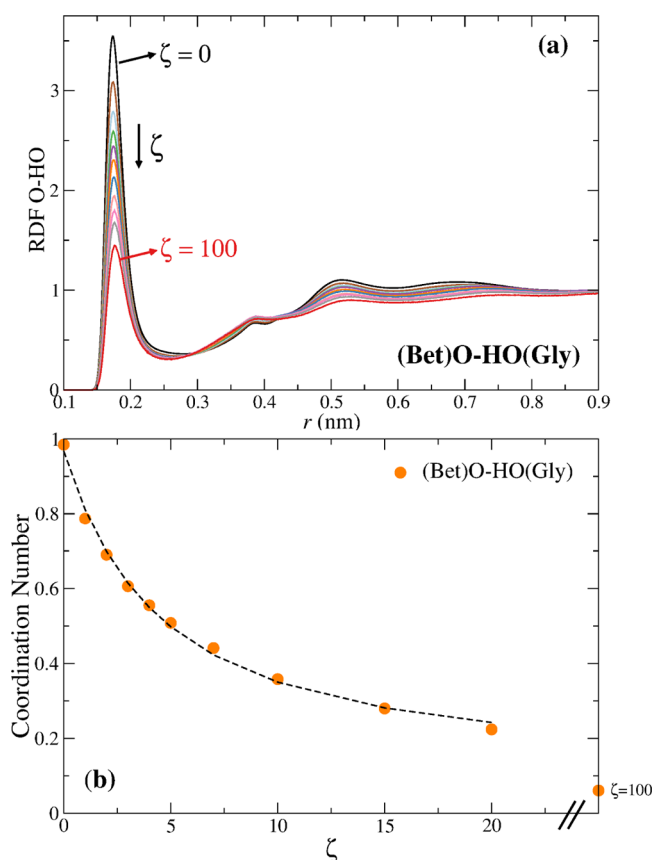 (a)
ζ = 0
ζ
ζ = 100
RDF O-HO
3
2
1
0
(Bet)O-HO(Gly)
0.1 0.2 0.3 0.4 0.5 0.6 0.7 0.8 0.9
r (nm)
1
0.8
0.6
0.4
0.2
0
Coordination Number
(Bet)O-HO(Gly)
(b)
ζ=100
0 5 10 15 20
ζ